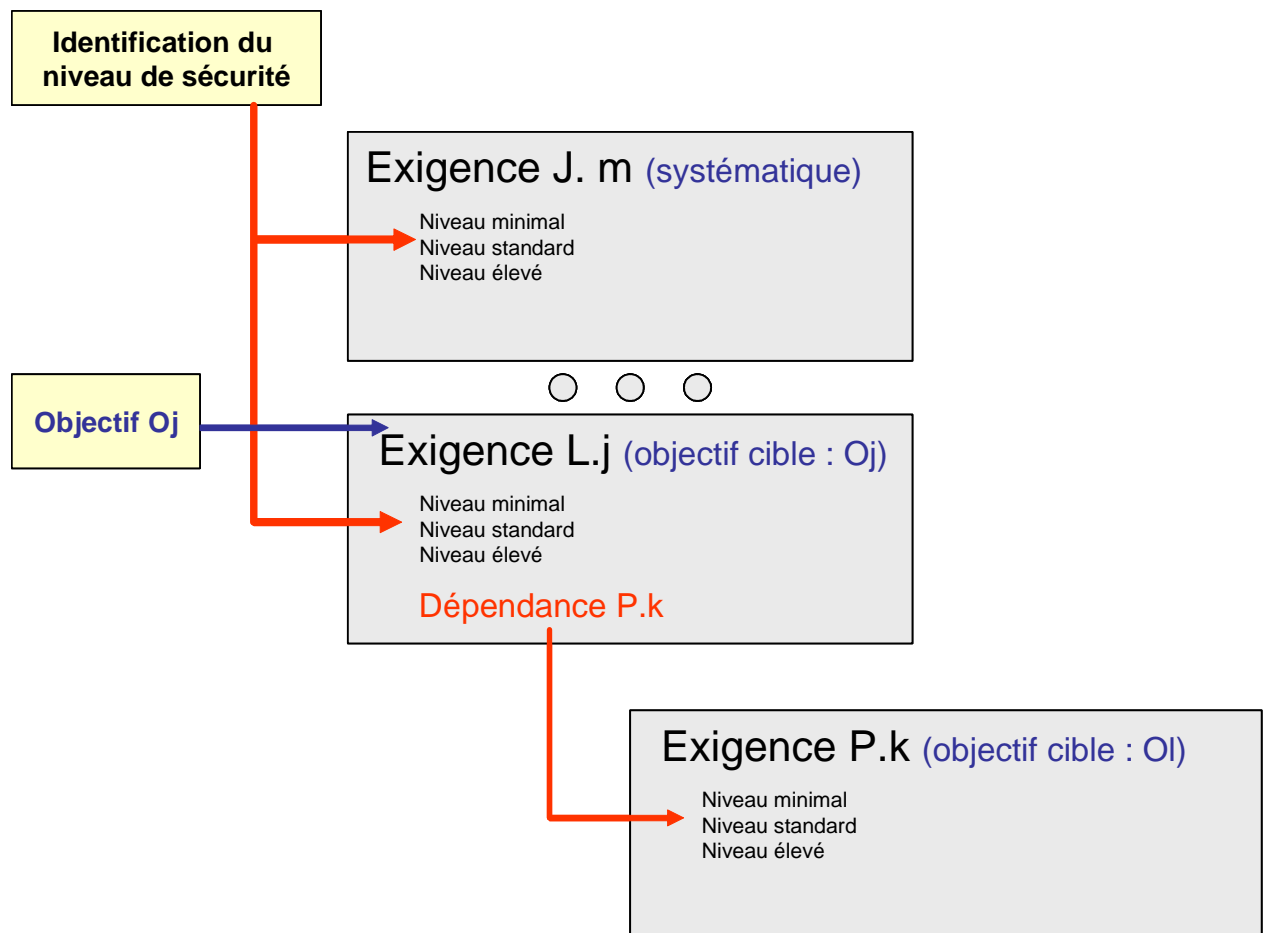 Identification du
niveau de sécurité
Exigence J. m (systématique)
Niveau minimal
Niveau standard
Niveau élevé
Objectif Oj
Exigence L.j (objectif cible : Oj)
Niveau minimal
Niveau standard
Niveau élevé
Dépendance P.k
Exigence P.k (objectif cible : Ol)
Niveau minimal
Niveau standard
Niveau élevé